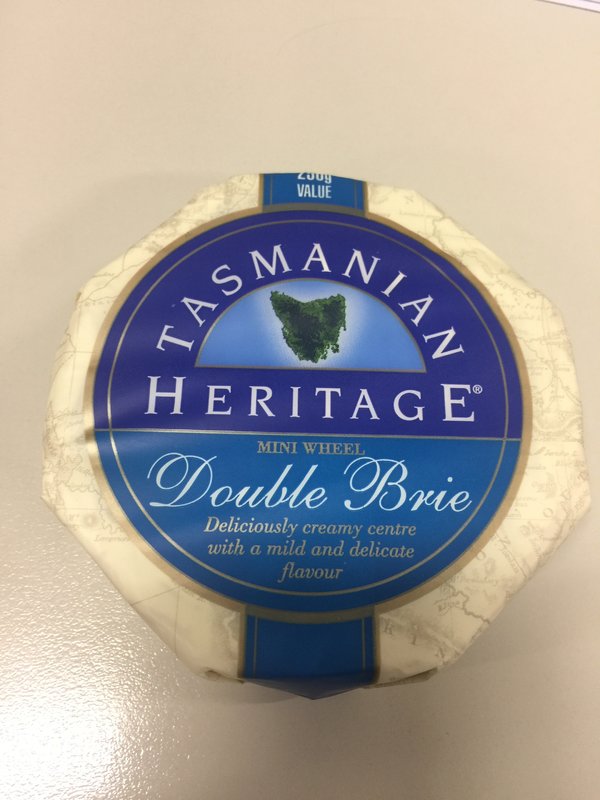 VALUE
TASMANIAN
HERITAGE®
MINI WHEEL
Double Brie
Deliciously creamy centre
with a mild and delicate
flavour